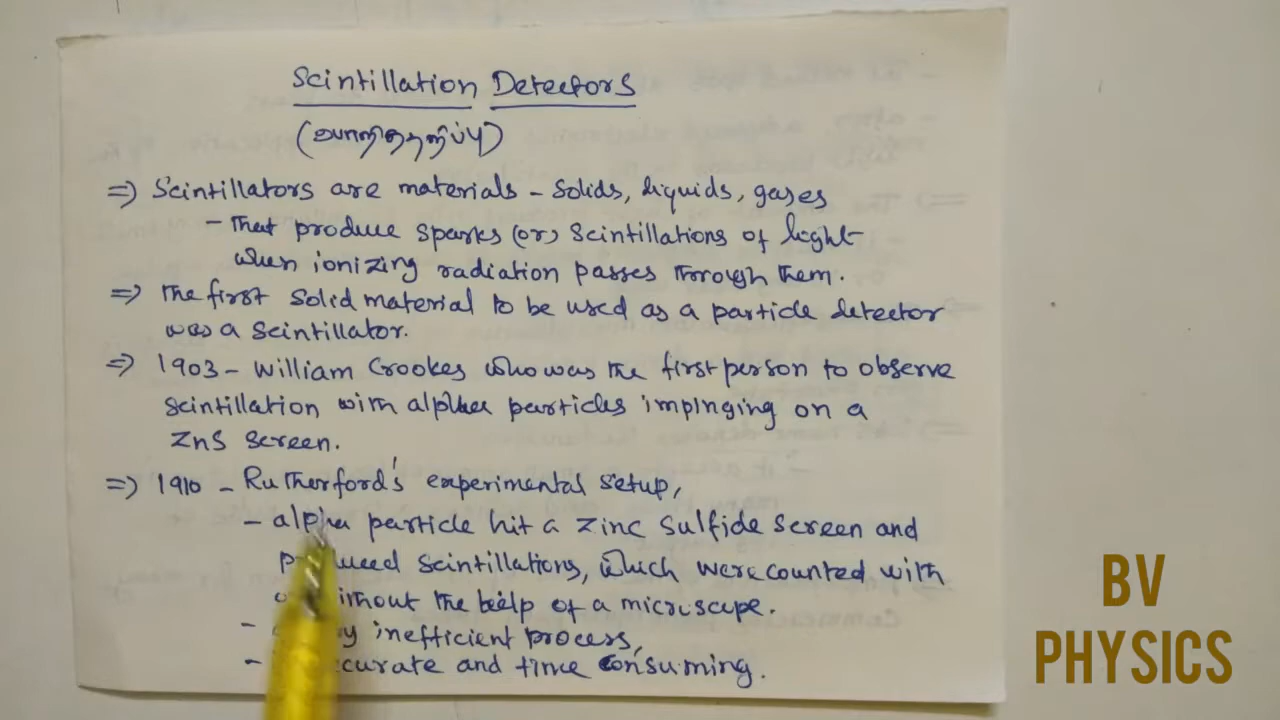 Scintillation Detectors
=> Scintillators are materials - Solids, Liquids, gases
- that produce sparks (or) scintillations of light
when ionizing radiation passes through them.
=> The first solid material to be used as a particle detector
was a scintillator.
=> 1903 - William Crookes who was the first person to observe
scintillation with alpha particles impinging on a
ZnS screen.
=> 1910 - Rutherford's experimental setup,
- alpha particle hit a zinc sulfide screen and
scintillations, which were counted with
the help of a microscope.
- inefficient process,
- and time consuming.
BV
PHYSICS